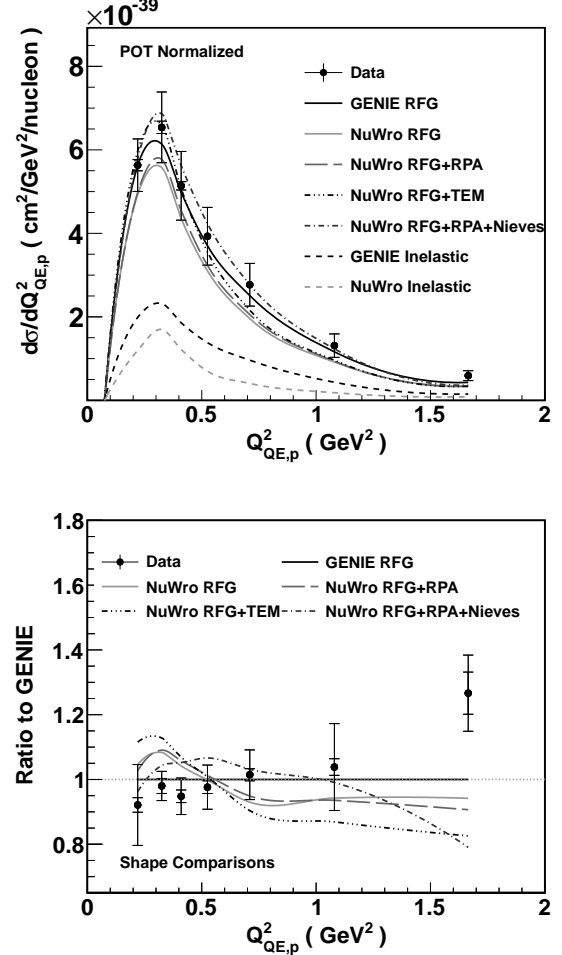 ×10⁻³⁹
POT Normalized
8
6
4
2
dσ/dQ²QE,p ( cm²/GeV²/nucleon)
Data
GENIE RFG
NuWro RFG
NuWro RFG+RPA
NuWro RFG+TEM
NuWro RFG+RPA+Nieves
GENIE Inelastic
NuWro Inelastic
0 0.5 1 1.5 2
Q²QE,p ( GeV²)
1.8
1.6
1.4
1.2
1
0.8
Ratio to GENIE
Data GENIE RFG
NuWro RFG NuWro RFG+RPA
NuWro RFG+TEM NuWro RFG+RPA+Nieves
Shape Comparisons
0 0.5 1 1.5 2
Q²QE,p ( GeV²)